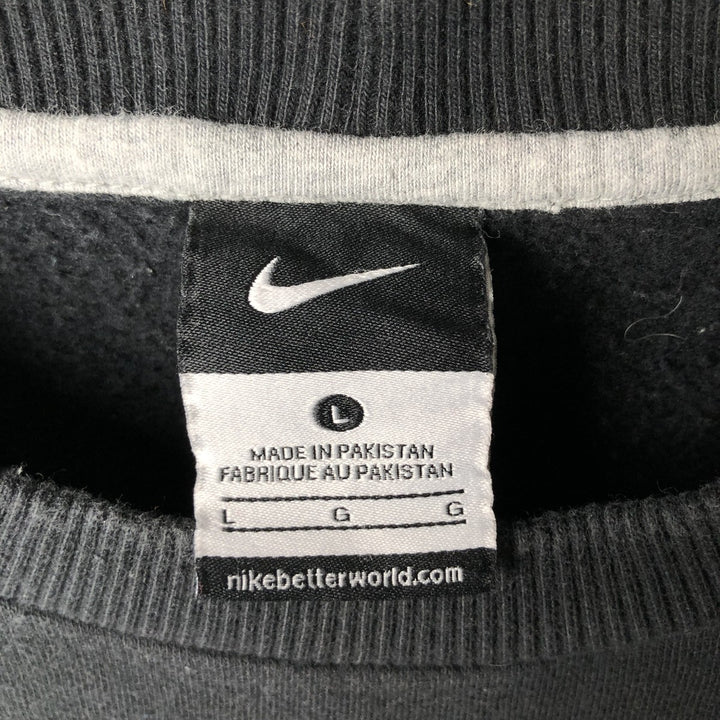 L
MADE IN PAKISTAN
FABRIQUE AU PAKISTAN
L G G
nikebetterworld.com